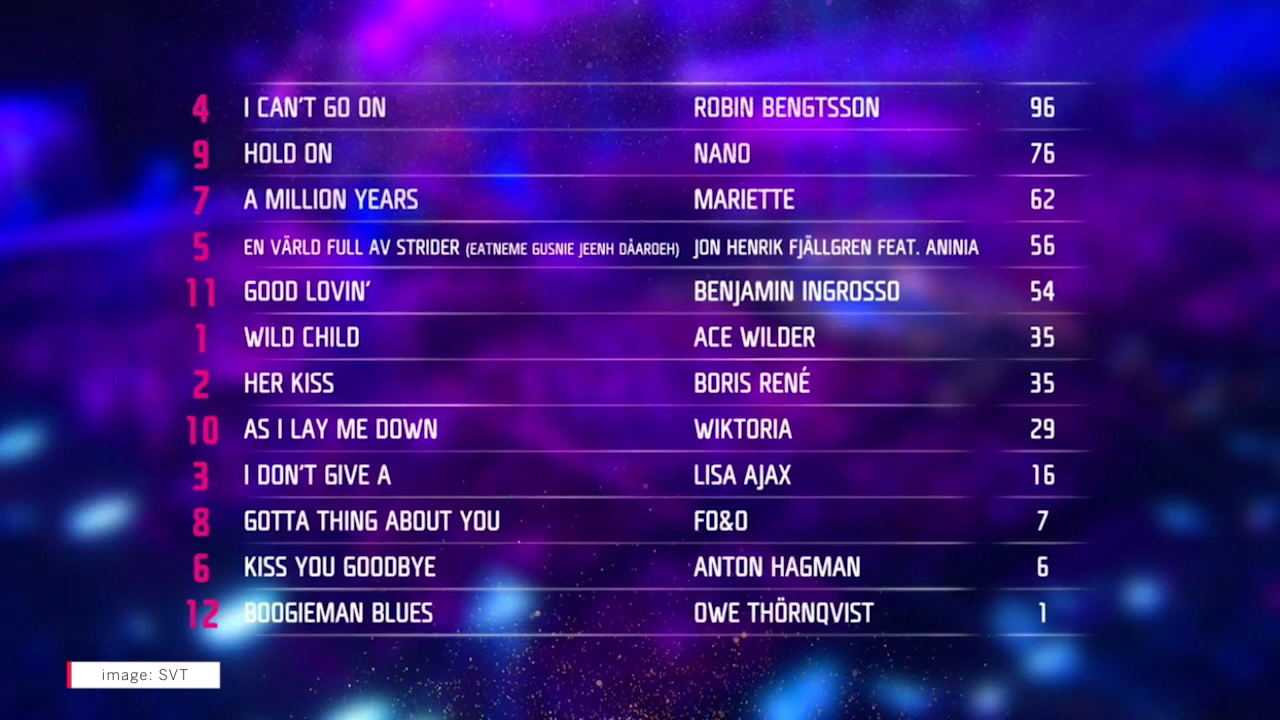 4 I CAN'T GO ON ROBIN BENGTSSON 96
9 HOLD ON NANO 76
7 A MILLION YEARS MARIETTE 62
5 EN VÄRLD FULL AV STRIDER (EATNEME GUSNIE JEENH DÅAROEH) JON HENRIK FJÄLLGREN FEAT. ANINIA 56
11 GOOD LOVIN' BENJAMIN INGROSSO 54
1 WILD CHILD ACE WILDER 35
2 HER KISS BORIS RENÉ 35
10 AS I LAY ME DOWN WIKTORIA 29
3 I DON'T GIVE A LISA AJAX 16
8 GOTTA THING ABOUT YOU FO&O 7
6 KISS YOU GOODBYE ANTON HAGMAN 6
12 BOOGIEMAN BLUES OWE THÖRNQVIST 1
image: SVT